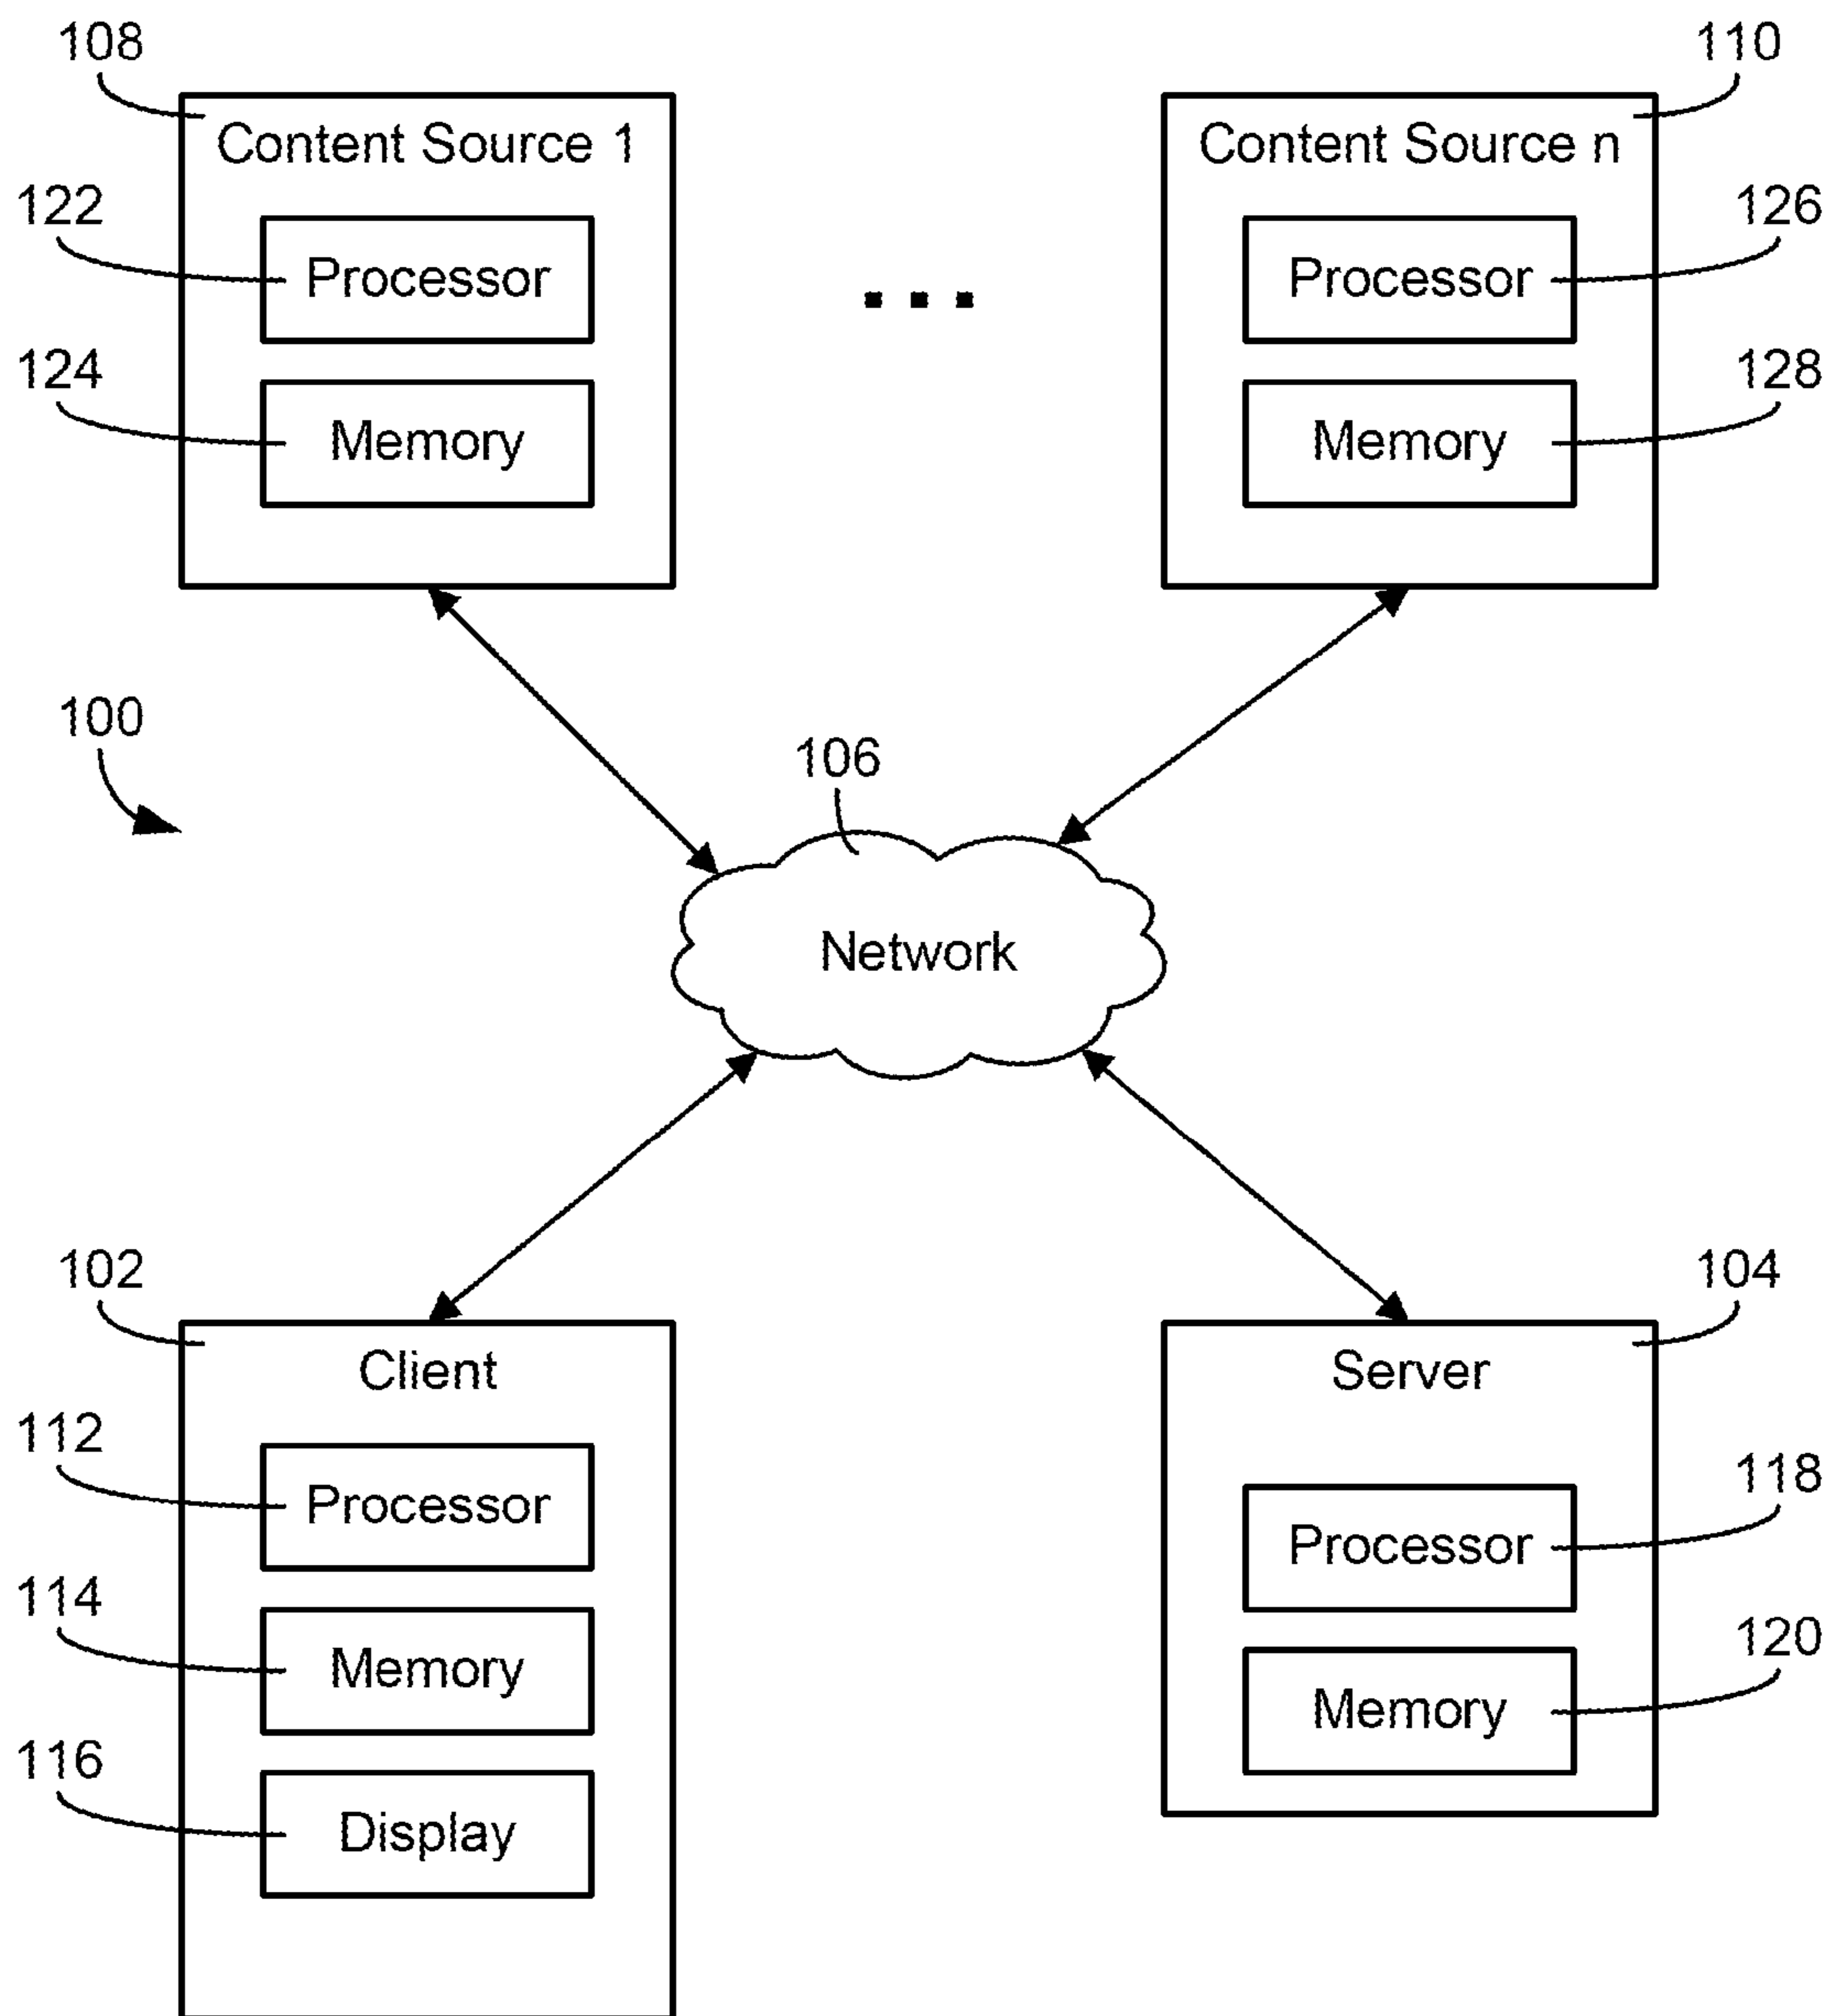 108
110
Content Source 1
Content Source n
122
Processor
126
Processor
124
Memory
128
Memory
...
100
106
Network
102
104
Client
Server
112
Processor
118
Processor
114
Memory
120
Memory
116
Display